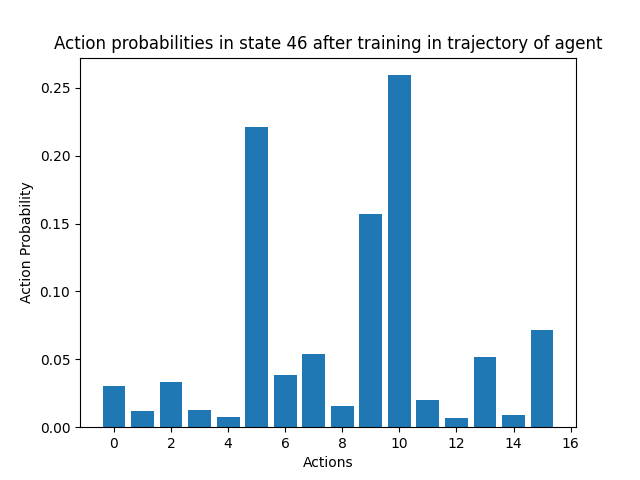 Action probabilities in state 46 after training in trajectory of agent
0.25
0.20
0.15
0.10
0.05
0.00
Action Probability
0 2 4 6 8 10 12 14 16
Actions